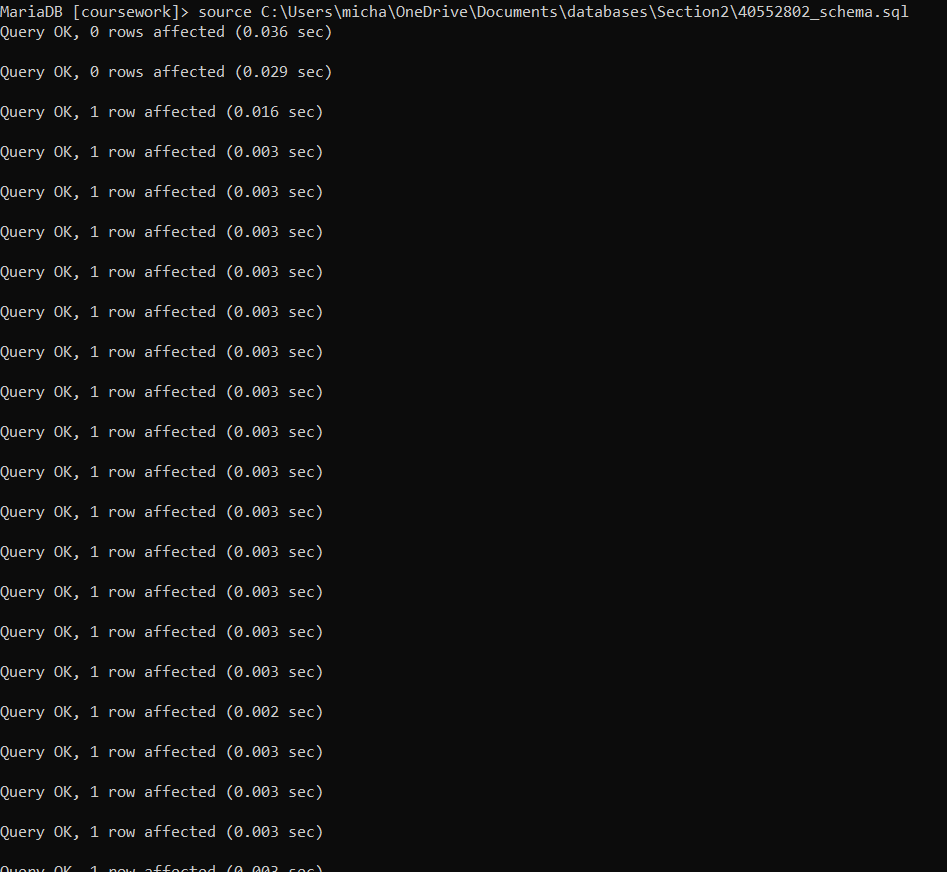 MariaDB [coursework]> source C:\Users\micha\OneDrive\Documents\databases\Section2\40552802_schema.sql
Query OK, 0 rows affected (0.036 sec)
Query OK, 0 rows affected (0.029 sec)
Query OK, 1 row affected (0.016 sec)
Query OK, 1 row affected (0.003 sec)
Query OK, 1 row affected (0.003 sec)
Query OK, 1 row affected (0.003 sec)
Query OK, 1 row affected (0.003 sec)
Query OK, 1 row affected (0.003 sec)
Query OK, 1 row affected (0.003 sec)
Query OK, 1 row affected (0.003 sec)
Query OK, 1 row affected (0.003 sec)
Query OK, 1 row affected (0.003 sec)
Query OK, 1 row affected (0.003 sec)
Query OK, 1 row affected (0.003 sec)
Query OK, 1 row affected (0.003 sec)
Query OK, 1 row affected (0.003 sec)
Query OK, 1 row affected (0.003 sec)
Query OK, 1 row affected (0.002 sec)
Query OK, 1 row affected (0.003 sec)
Query OK, 1 row affected (0.003 sec)
Query OK, 1 row affected (0.003 sec)
Query OK, 1 row affected (0.003 sec)